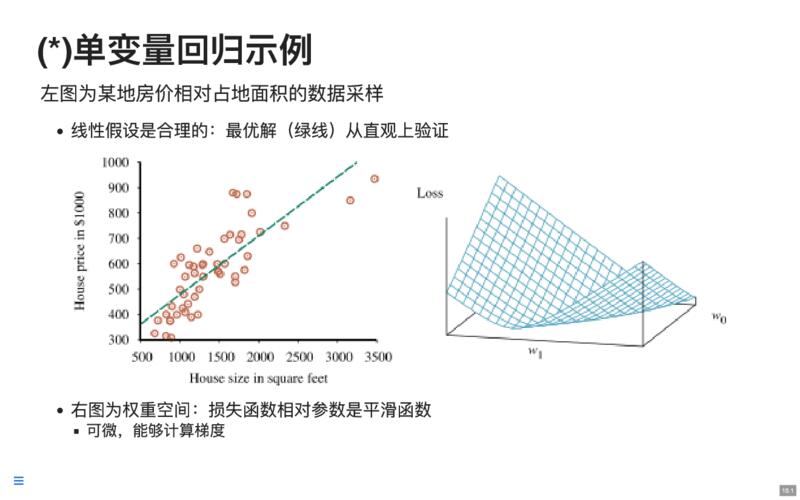 (*)单变量回归示例
左图为某地房价相对占地面积的数据采样
• 线性假设是合理的：最优解（绿线）从直观上验证
1000
900
800
700
600
500
400
300
House price in $1000
500 1000 1500 2000 2500 3000 3500
House size in square feet
Loss
w0
w1
• 右图为权重空间：损失函数相对参数是平滑函数
▪ 可微，能够计算梯度
15.1